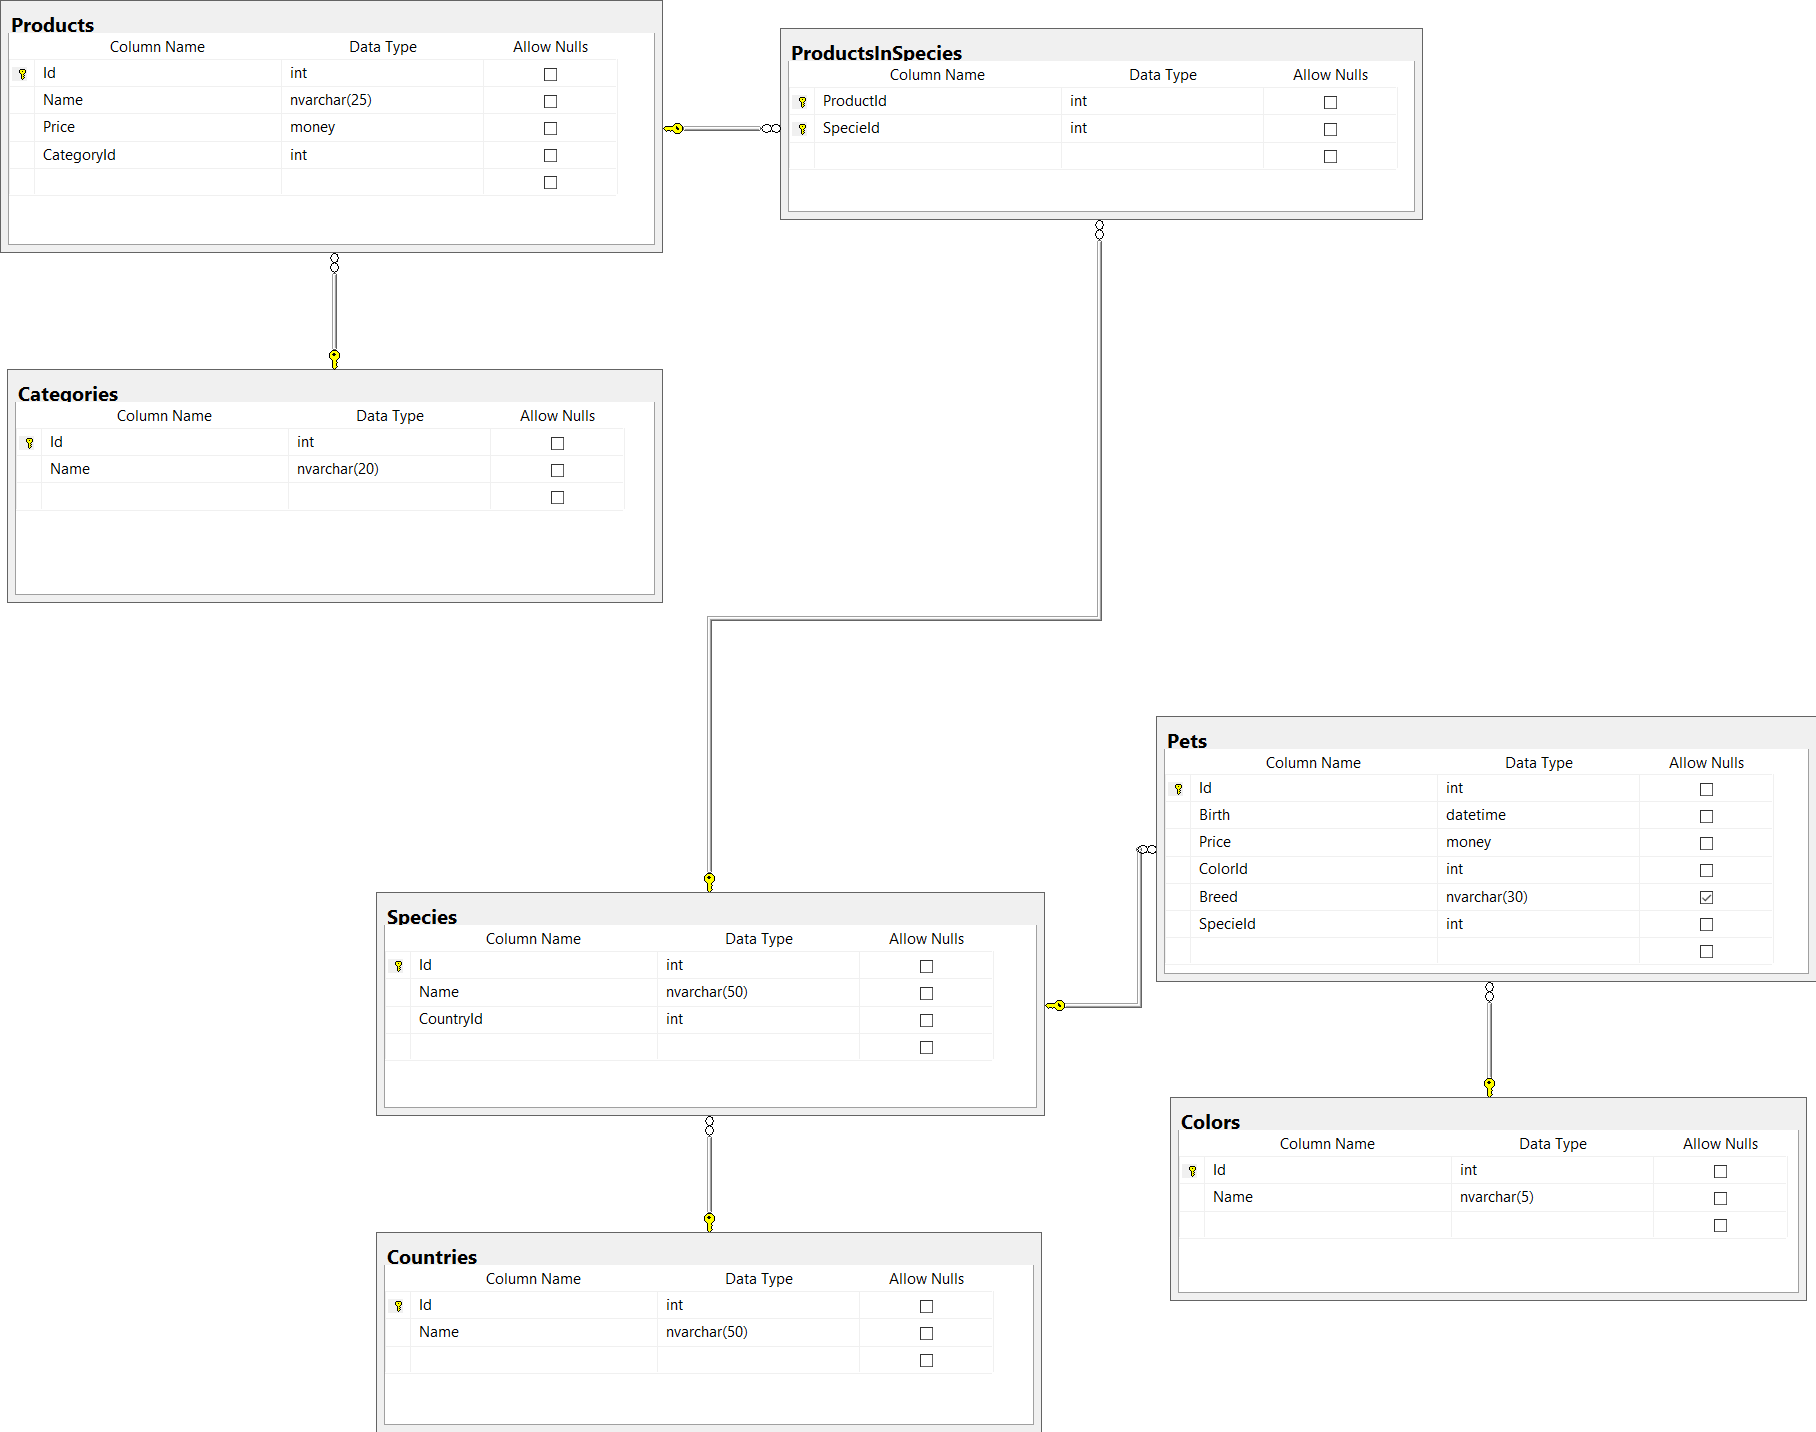 Products
Column Name Data Type Allow Nulls
Id int
Name nvarchar(25)
Price money
CategoryId int
ProductsInSpecies
Column Name Data Type Allow Nulls
ProductId int
SpecieId int
Categories
Column Name Data Type Allow Nulls
Id int
Name nvarchar(20)
Pets
Column Name Data Type Allow Nulls
Id int
Birth datetime
Price money
ColorId int
Breed nvarchar(30)
SpecieId int
Species
Column Name Data Type Allow Nulls
Id int
Name nvarchar(50)
CountryId int
Colors
Column Name Data Type Allow Nulls
Id int
Name nvarchar(5)
Countries
Column Name Data Type Allow Nulls
Id int
Name nvarchar(50)